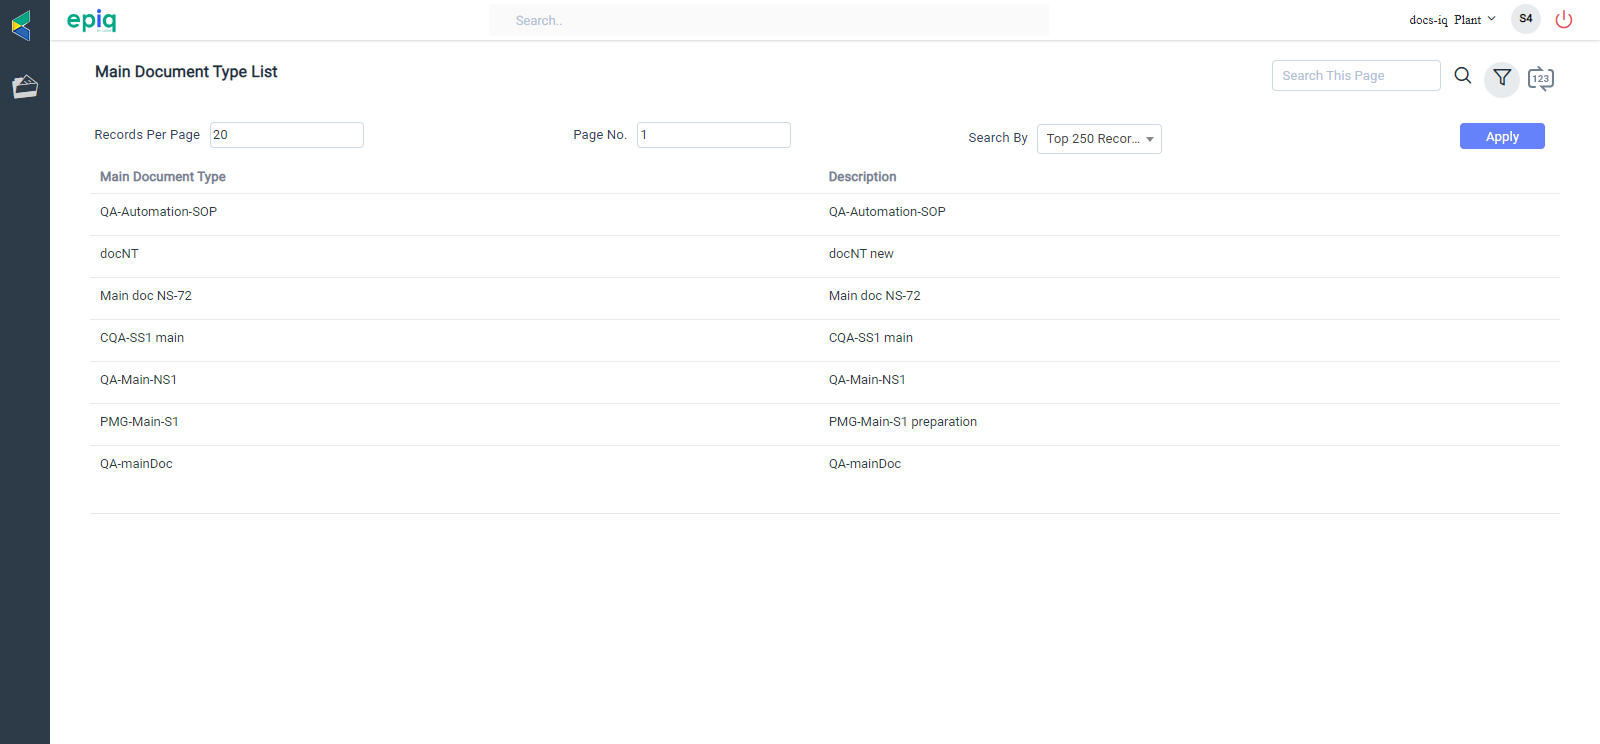 epiq
Search..
docs-iq Plant
S4
Main Document Type List
Search This Page
123
Records Per Page 20
Page No. 1
Search By Top 250 Recor...
Apply
Main Document Type Description
QA-Automation-SOP QA-Automation-SOP
docNT docNT new
Main doc NS-72 Main doc NS-72
CQA-SS1 main CQA-SS1 main
QA-Main-NS1 QA-Main-NS1
PMG-Main-S1 PMG-Main-S1 preparation
QA-mainDoc QA-mainDoc